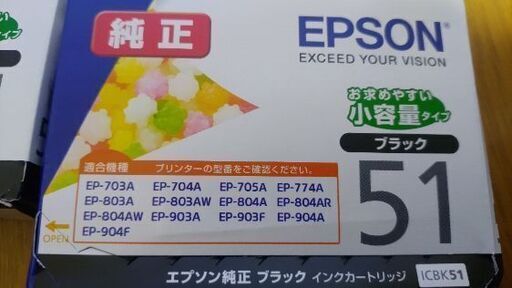 純正
EPSON
EXCEED YOUR VISION
お求めやすい
小容量タイプ
ブラック
51
適合機種 プリンターの型番をご確認ください。
EP-703A EP-704A EP-705A EP-774A
EP-803A EP-803AW EP-804A EP-804AR
EP-804AW EP-903A EP-903F EP-904A
EP-904F
OPEN
エプソン純正 ブラック インクカートリッジ ICBK51